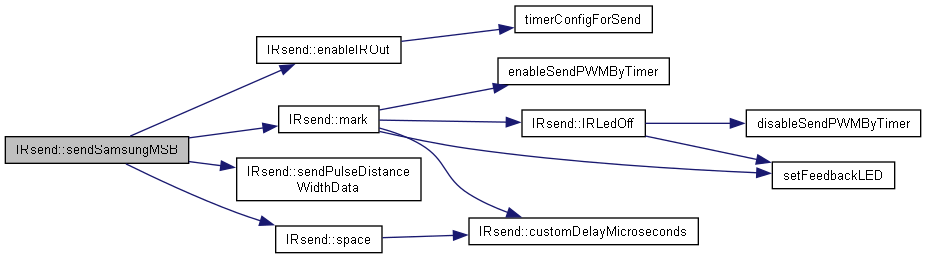 timerConfigForSend
IRsend::enableIROut
enableSendPWMByTimer
IRsend::mark
IRsend::IRLedOff
disableSendPWMByTimer
IRsend::sendSamsungMSB
IRsend::sendPulseDistance
WidthData
setFeedbackLED
IRsend::space
IRsend::customDelayMicroseconds